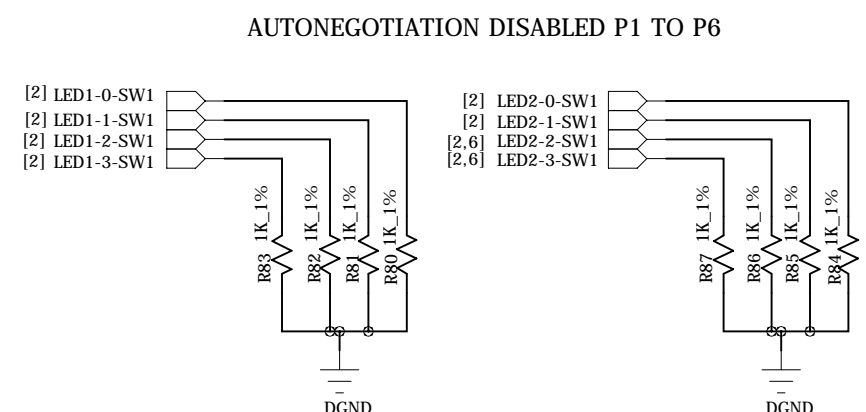 AUTONEGOTIATION DISABLED P1 TO P6
[2] LED1-0-SW1
[2] LED1-1-SW1
[2] LED1-2-SW1
[2] LED1-3-SW1
R83 1K_1%
R82 1K_1%
R81 1K_1%
R80 1K_1%
DGND
[2] LED2-0-SW1
[2] LED2-1-SW1
[2,6] LED2-2-SW1
[2,6] LED2-3-SW1
R87 1K_1%
R86 1K_1%
R85 1K_1%
R84 1K_1%
DGND